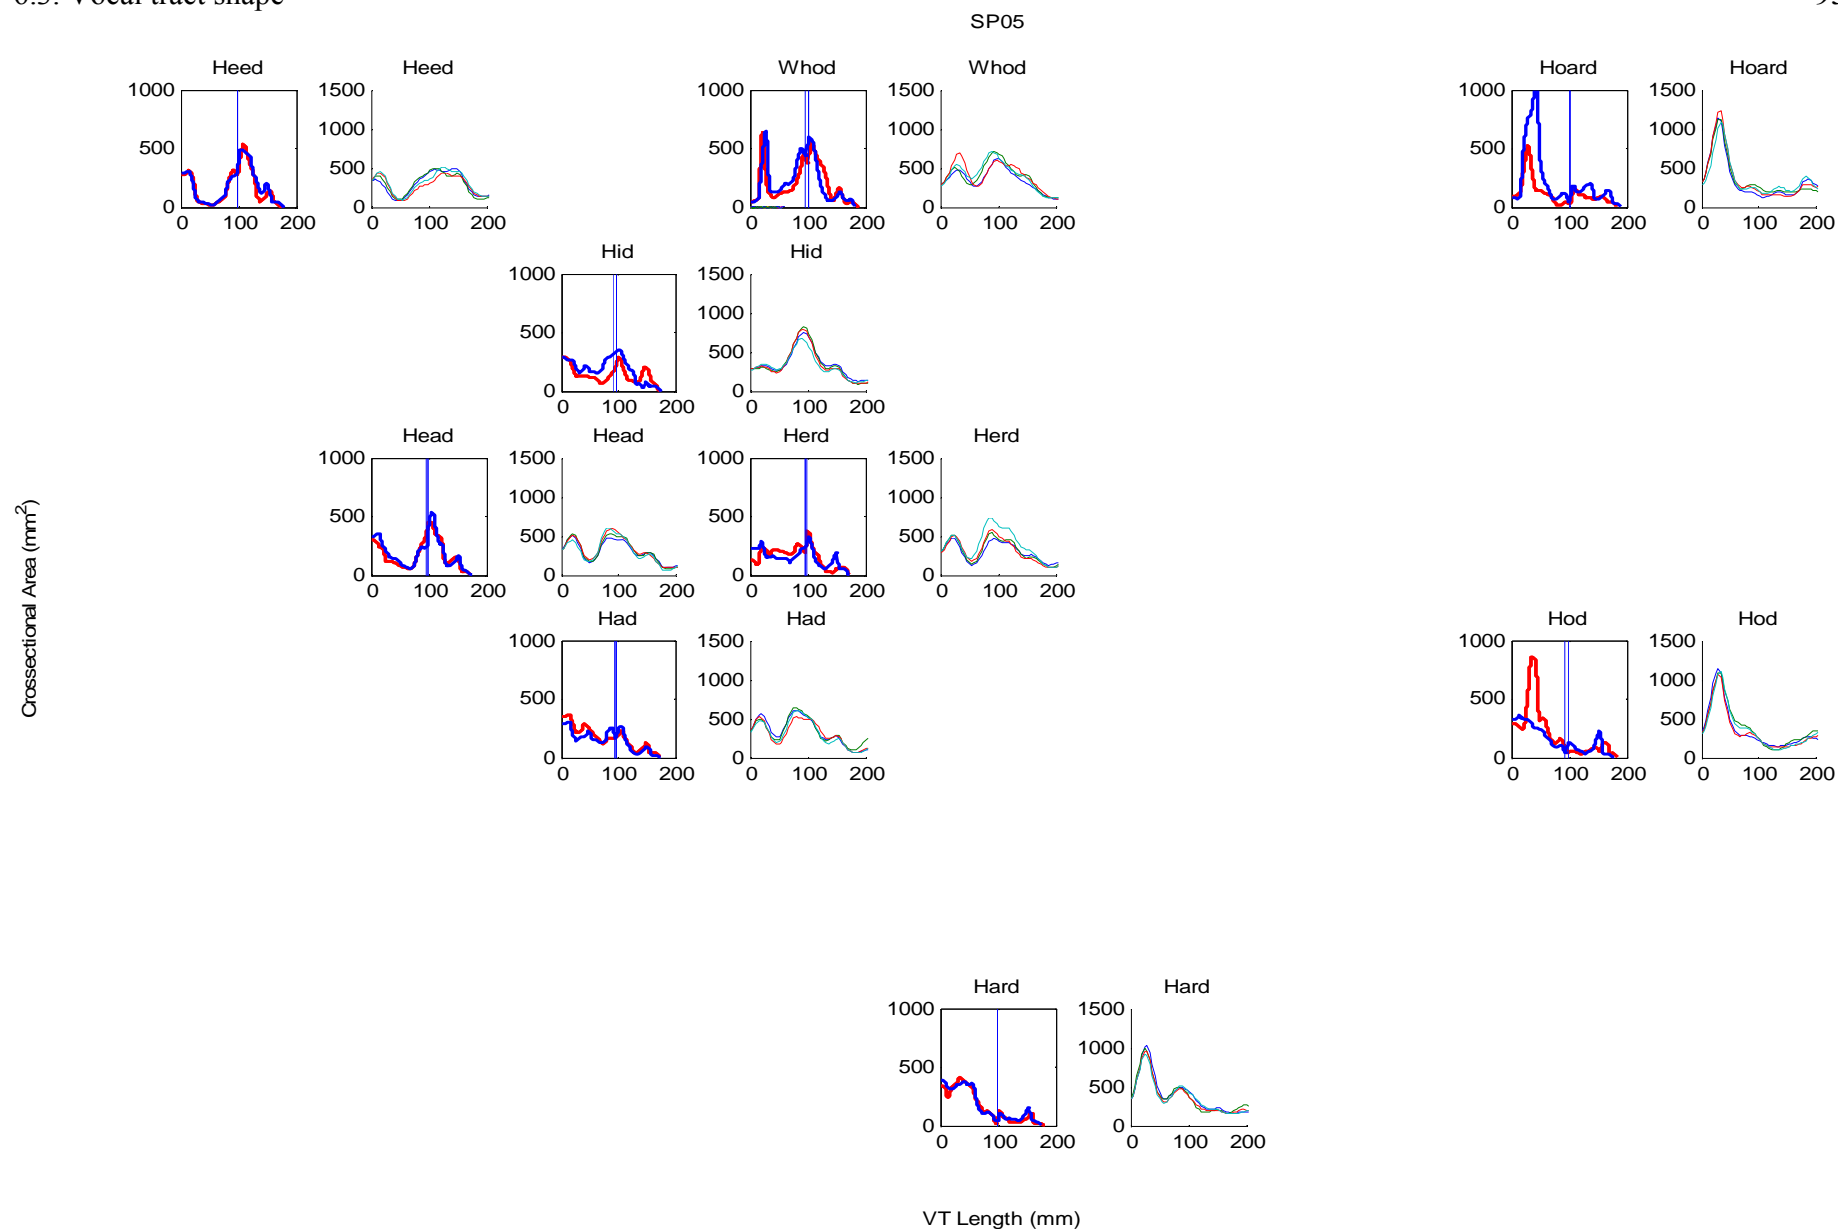 6.3. Vocal tract shape
SP05
Heed Heed Whod Whod Hoard Hoard
1000 1500 1000 1500 1000 1500
1000 1000 1000
500 500 500
500 500 500
0 0 0 0 0 0
0 100 200 0 100 200 0 100 200 0 100 200 0 100 200 0 100 200
Hid Hid
1000 1500
1000
500
500
0 0
0 100 200 0 100 200
Head Head Herd Herd
1000 1500 1000 1500
1000 1000
500 500
500 500
0 0 0 0
0 100 200 0 100 200 0 100 200 0 100 200
Had Had Hod Hod
1000 1500 1000 1500
1000 1000
500 500
500 500
0 0 0 0
0 100 200 0 100 200 0 100 200 0 100 200
Crossectional Area (mm2)
Hard Hard
1000 1500
1000
500
500
0 0
0 100 200 0 100 200
VT Length (mm)